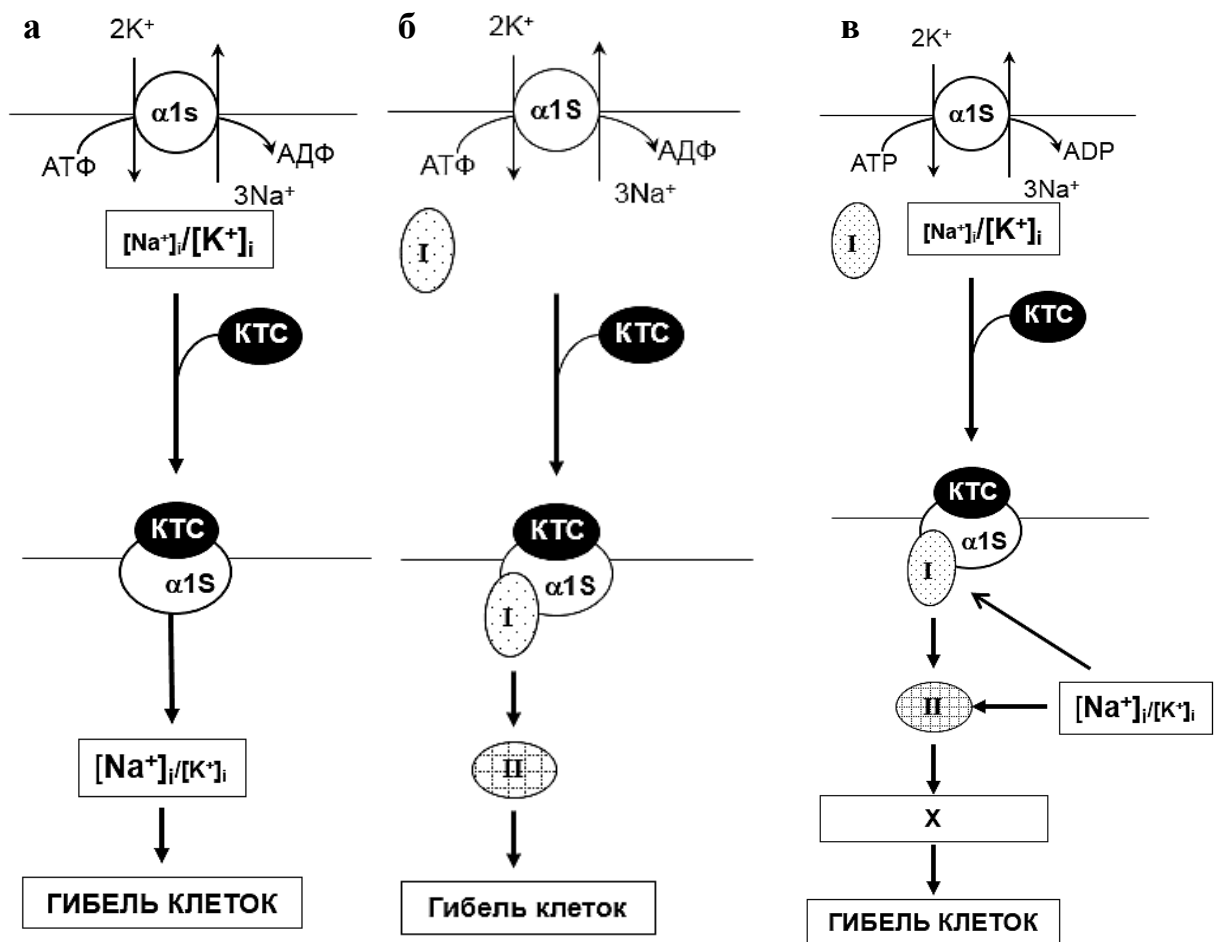 а
2K⁺
α1s
АТФ
АДФ
3Na⁺
[Na⁺]ᵢ/[K⁺]ᵢ
КТС
КТС
α1S
[Na⁺]ᵢ/[K⁺]ᵢ
ГИБЕЛЬ КЛЕТОК
б
2K⁺
α1S
АТФ
АДФ
3Na⁺
I
КТС
КТС
α1S
I
II
Гибель клеток
в
2K⁺
α1S
ATP
ADP
3Na⁺
I
[Na⁺]ᵢ/[K⁺]ᵢ
КТС
КТС
α1S
I
II
[Na⁺]ᵢ/[K⁺]ᵢ
X
ГИБЕЛЬ КЛЕТОК